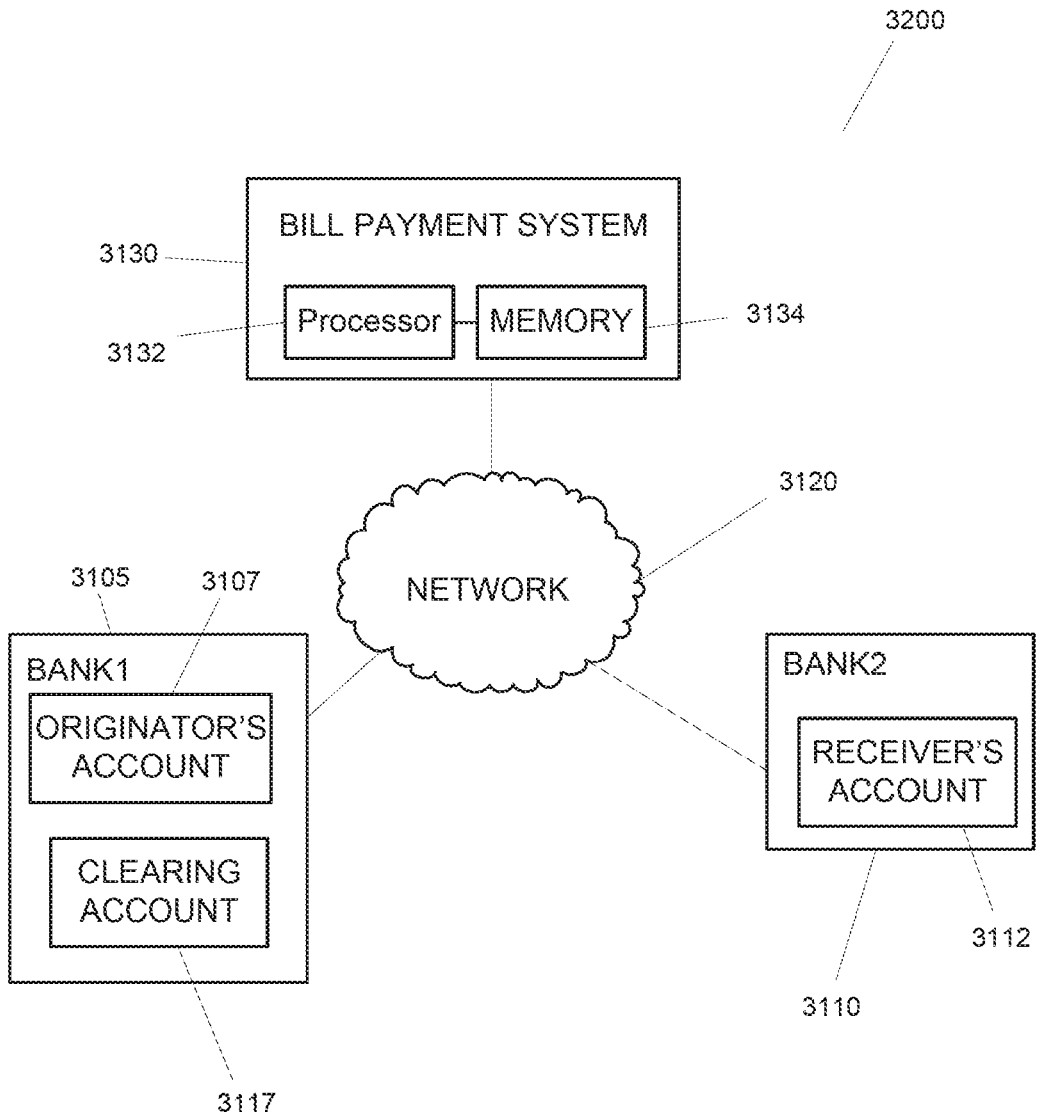 3200
BILL PAYMENT SYSTEM
3130
Processor
MEMORY
3134
3132
3120
NETWORK
3105
3107
BANK1
ORIGINATOR'S
ACCOUNT
CLEARING
ACCOUNT
BANK2
RECEIVER'S
ACCOUNT
3112
3110
3117